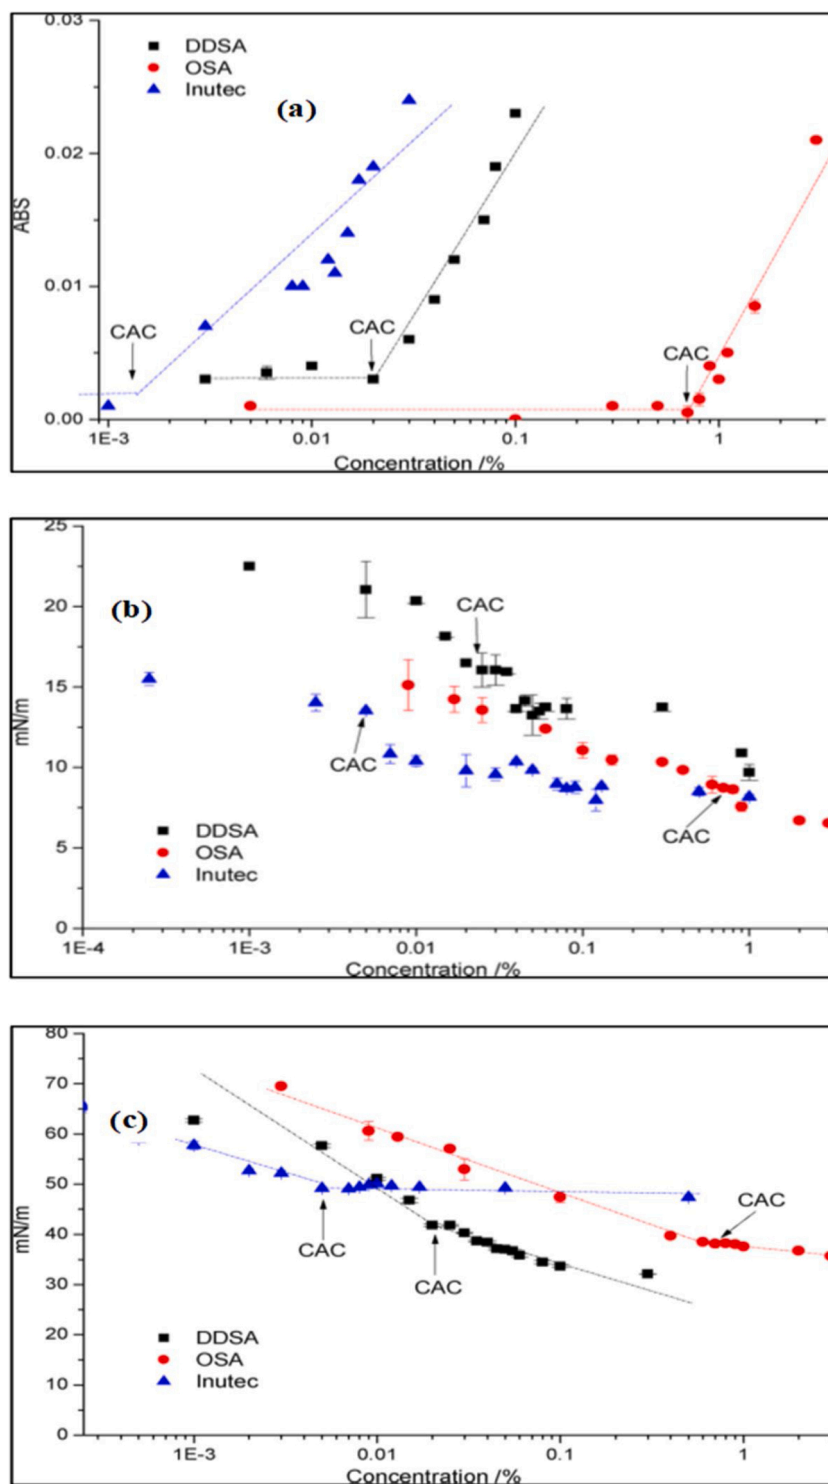 0.03
DDSA
OSA
Inutec
(a)
0.02
ABS
0.01
CAC
CAC
CAC
0.00
1E-3
0.01
0.1
1
Concentration /%
25
DDSA
OSA
Inutec
(b)
20
CAC
15
mN/m
10
CAC
CAC
5
0
1E-4
1E-3
0.01
0.1
1
Concentration /%
80
70
(c)
60
50
CAC
mN/m
40
CAC
CAC
30
20
DDSA
OSA
Inutec
10
0
1E-3
0.01
0.1
1
Concentration /%